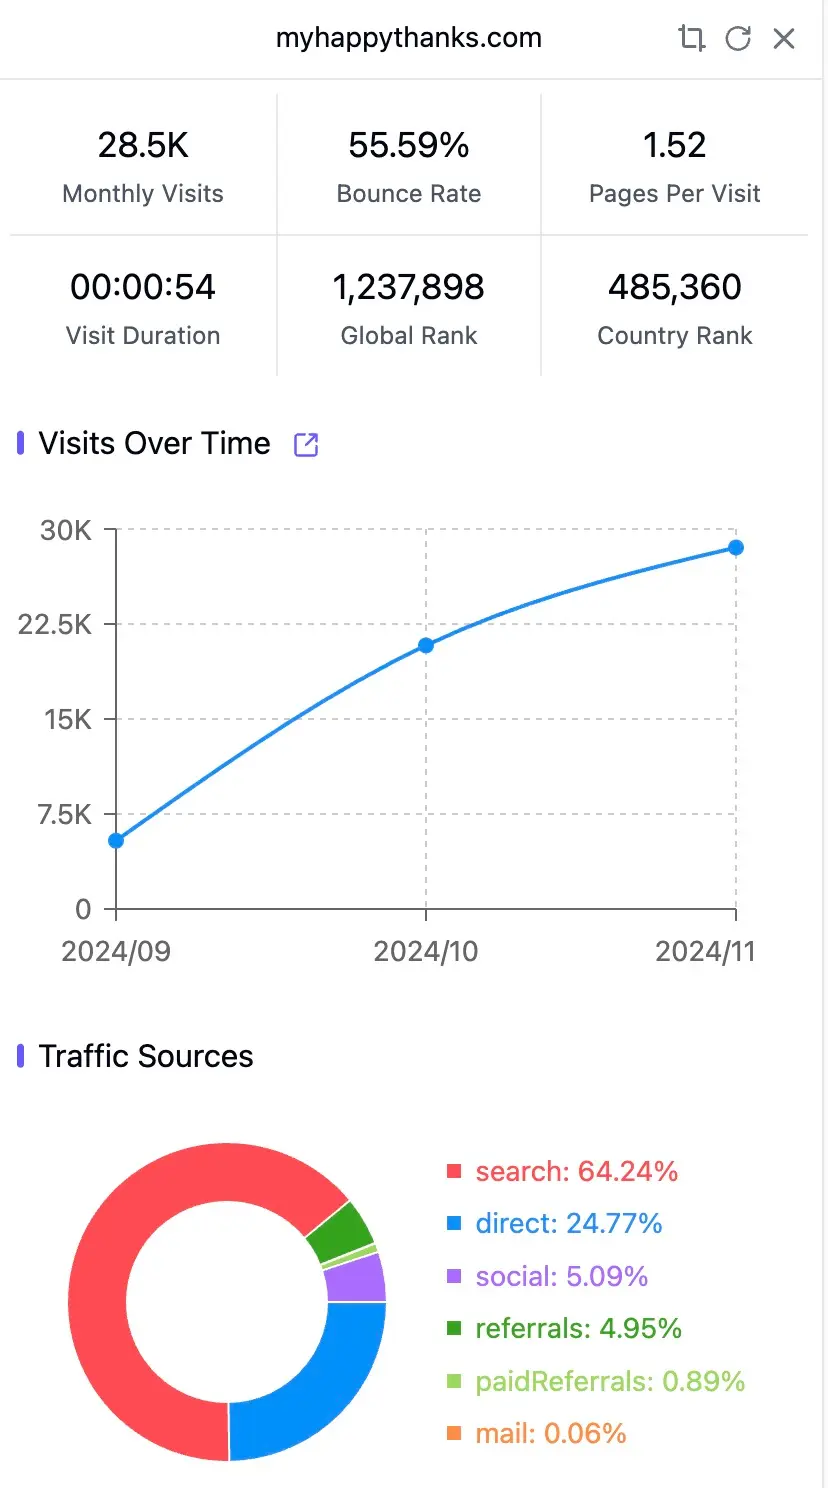 myhappythanks.com
28.5K 55.59% 1.52
Monthly Visits Bounce Rate Pages Per Visit
00:00:54 1,237,898 485,360
Visit Duration Global Rank Country Rank
Visits Over Time
30K
22.5K
15K
7.5K
0
2024/09 2024/10 2024/11
Traffic Sources
search: 64.24%
direct: 24.77%
social: 5.09%
referrals: 4.95%
paidReferrals: 0.89%
mail: 0.06%